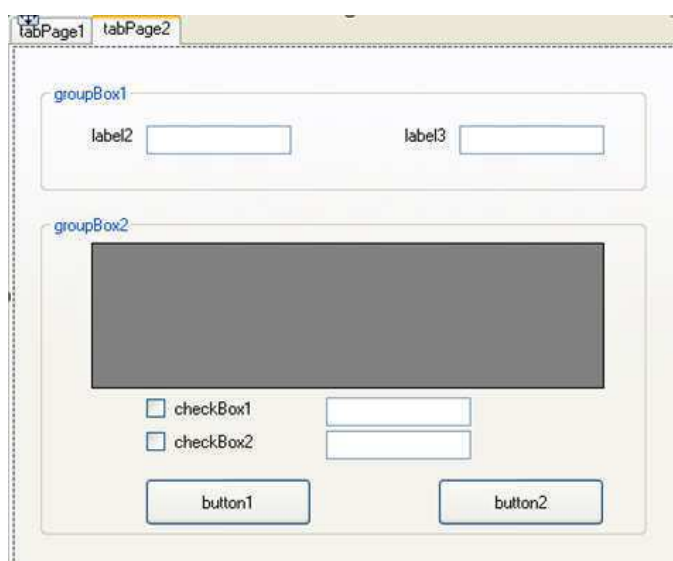 tabPage1 tabPage2
groupBox1
label2 label3
groupBox2
checkBox1
checkBox2
button1 button2